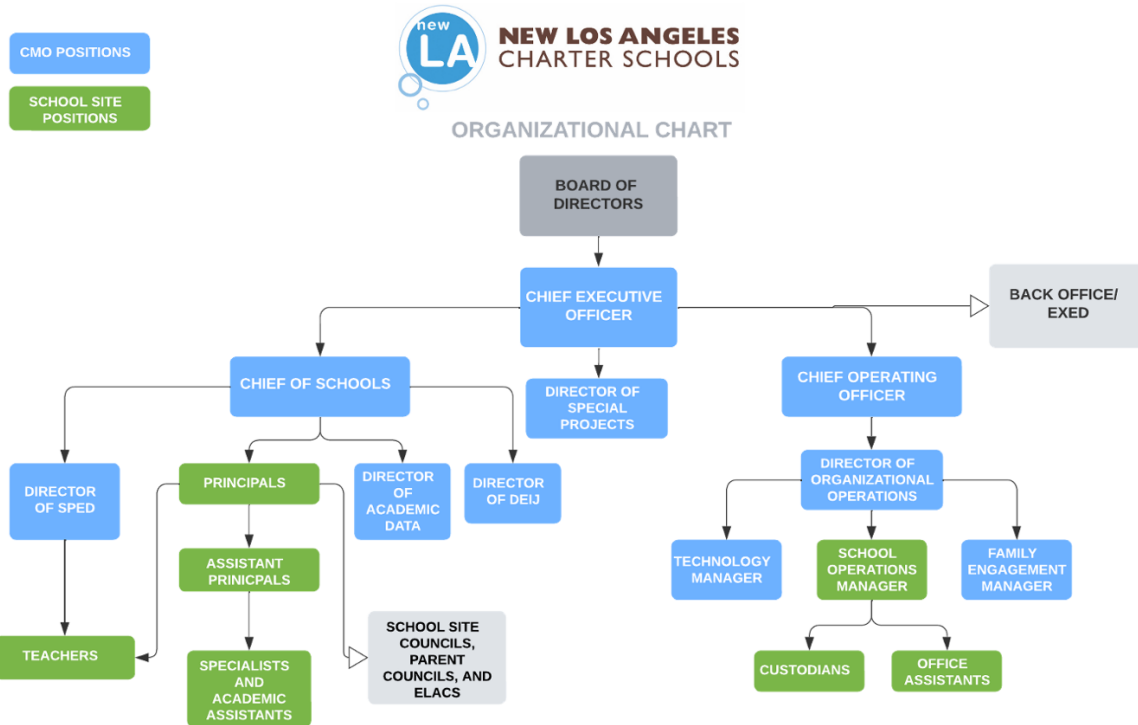 new
LA
NEW LOS ANGELES
CHARTER SCHOOLS
CMO POSITIONS
SCHOOL SITE
POSITIONS
ORGANIZATIONAL CHART
BOARD OF
DIRECTORS
CHIEF EXECUTIVE
OFFICER
BACK OFFICE/
EXED
CHIEF OF SCHOOLS
DIRECTOR OF
SPECIAL
PROJECTS
CHIEF OPERATING
OFFICER
DIRECTOR
OF SPED
PRINCIPALS
DIRECTOR
OF
ACADEMIC
DATA
DIRECTOR
OF DEIJ
DIRECTOR OF
ORGANIZATIONAL
OPERATIONS
ASSISTANT
PRINICPALS
TECHNOLOGY
MANAGER
SCHOOL
OPERATIONS
MANAGER
FAMILY
ENGAGEMENT
MANAGER
TEACHERS
SPECIALISTS
AND
ACADEMIC
ASSISTANTS
SCHOOL SITE
COUNCILS,
PARENT
COUNCILS, AND
ELACS
CUSTODIANS
OFFICE
ASSISTANTS